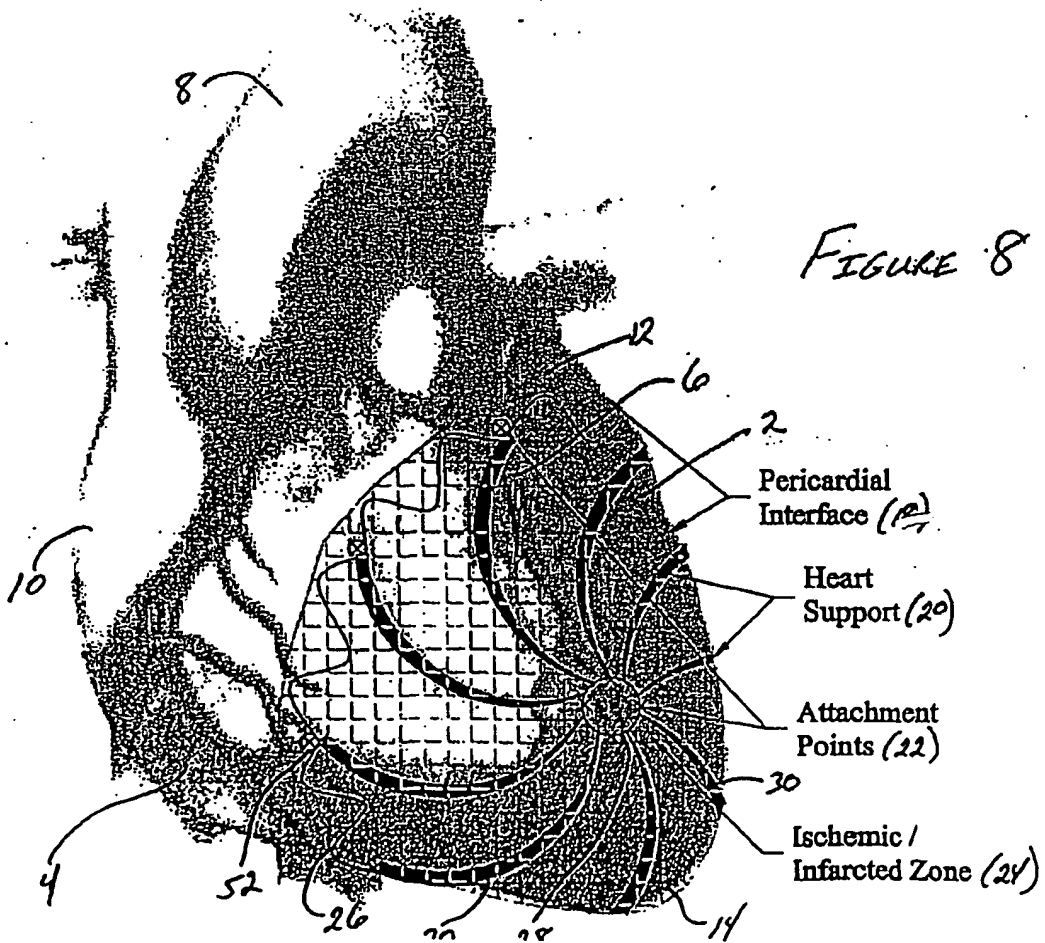 8
FIGURE 8
12
6
2
Pericardial
Interface
10
Heart
Support (20)
Attachment
Points (22)
30
Ischemic /
Infarcted Zone (24)
4
52
26
14